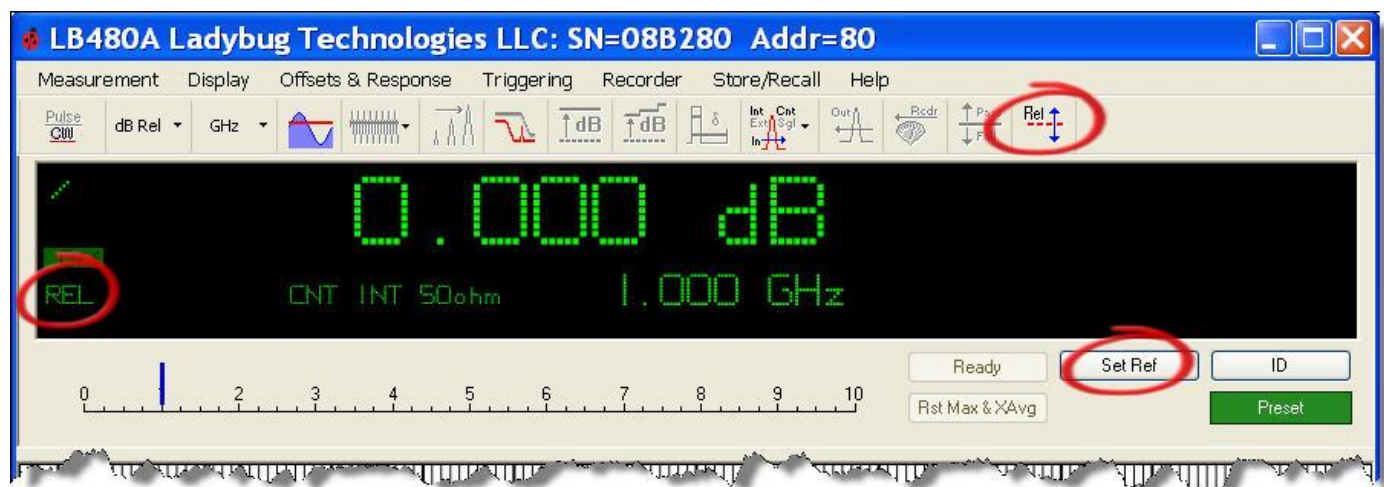 LB480A Ladybug Technologies LLC: SN=08B280 Addr=80
Measurement Display Offsets & Response Triggering Recorder Store/Recall Help
Pulse
CW
dB Rel
GHz
dB
dB
δ
Int Cnt
Ext Sgl
In
Out
Rcdr
Rel
0.000 dB
REL
CNT INT 50ohm
1.000 GHz
Ready
Set Ref
ID
0 2 3 4 5 6 7 8 9 10
Rst Max & XAvg
Preset